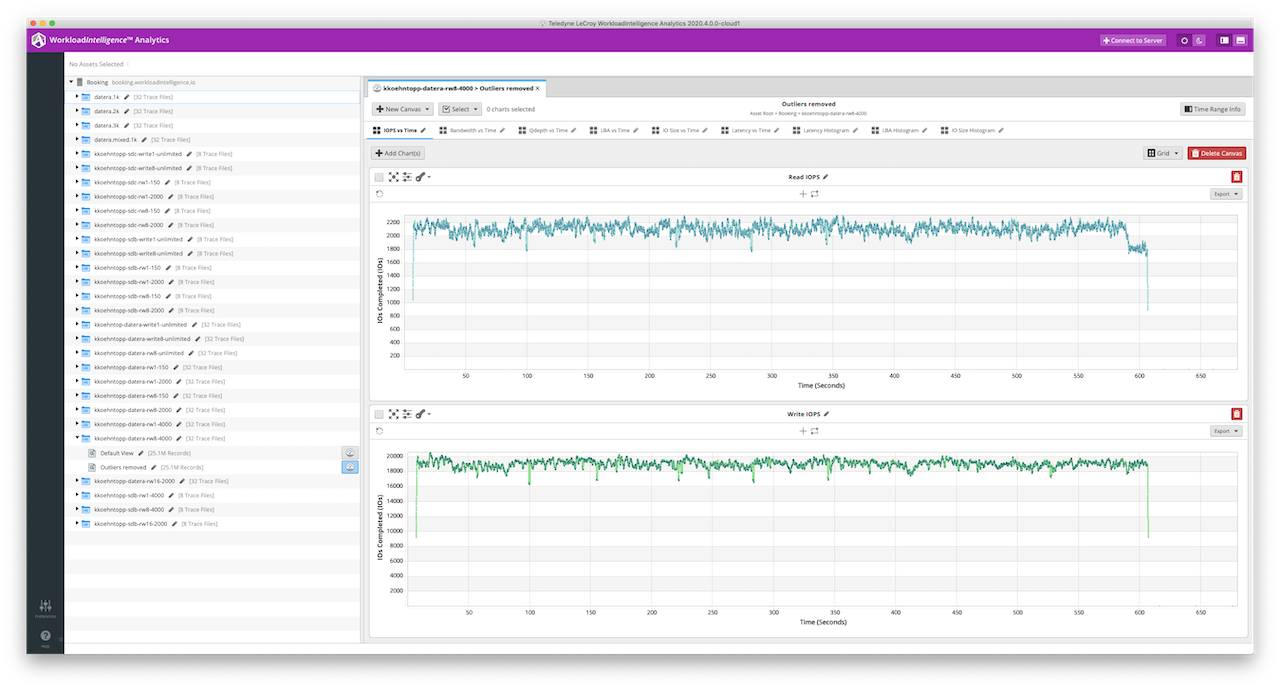 Teledyne LeCroy WorkloadIntelligence Analytics 2020.4.0.0-cloud1
WorkloadIntelligence™ Analytics
Connect to Server
No Assets Selected
Booking booking.workloadintelligence.io
datera.1k [32 Trace Files]
datera.2k [32 Trace Files]
datera.3k [32 Trace Files]
datera.mixed.1k [32 Trace Files]
kkoehntopp-sdc-write1-unlimited [8 Trace Files]
kkoehntopp-sdc-write8-unlimited [8 Trace Files]
kkoehntopp-sdc-rw1-150 [8 Trace Files]
kkoehntopp-sdc-rw1-2000 [8 Trace Files]
kkoehntopp-sdc-rw8-150 [8 Trace Files]
kkoehntopp-sdc-rw8-2000 [8 Trace Files]
kkoehntopp-sdb-write1-unlimited [8 Trace Files]
kkoehntopp-sdb-write8-unlimited [8 Trace Files]
kkoehntopp-sdb-rw1-150 [8 Trace Files]
kkoehntopp-sdb-rw1-2000 [8 Trace Files]
kkoehntopp-sdb-rw8-150 [8 Trace Files]
kkoehntopp-sdb-rw8-2000 [8 Trace Files]
kkoehntopp-datera-write1-unlimited [32 Trace Files]
kkoehntopp-datera-write8-unlimited [32 Trace Files]
kkoehntopp-datera-rw8-unlimited [32 Trace Files]
kkoehntopp-datera-rw1-150 [32 Trace Files]
kkoehntopp-datera-rw1-2000 [32 Trace Files]
kkoehntopp-datera-rw8-150 [32 Trace Files]
kkoehntopp-datera-rw8-2000 [32 Trace Files]
kkoehntopp-datera-rw1-4000 [32 Trace Files]
kkoehntopp-datera-rw8-4000 [32 Trace Files]
Default View [25.1M Records]
Outliers removed [25.1M Records]
kkoehntopp-datera-rw16-2000 [32 Trace Files]
kkoehntopp-sdb-rw1-4000 [8 Trace Files]
kkoehntopp-sdb-rw8-4000 [8 Trace Files]
kkoehntopp-sdb-rw16-2000 [8 Trace Files]
Preferences
Help
kkoehntopp-datera-rw8-4000 > Outliers removed ×
New Canvas Select 0 charts selected
Outliers removed
Asset Root > Booking > kkoehntopp-datera-rw8-4000
Time Range Info
IOPS vs Time Bandwidth vs Time Qdepth vs Time LBA vs Time IO Size vs Time Latency vs Time Latency Histogram LBA Histogram IO Size Histogram
Add Chart(s) Grid Delete Canvas
Read IOPS
Export
IOs Completed (IOs)
2200
2000
1800
1600
1400
1200
1000
800
600
400
200
50 100 150 200 250 300 350 400 450 500 550 600 650
Time (Seconds)
Write IOPS
Export
IOs Completed (IOs)
20000
18000
16000
14000
12000
10000
8000
6000
4000
2000
50 100 150 200 250 300 350 400 450 500 550 600 650
Time (Seconds)